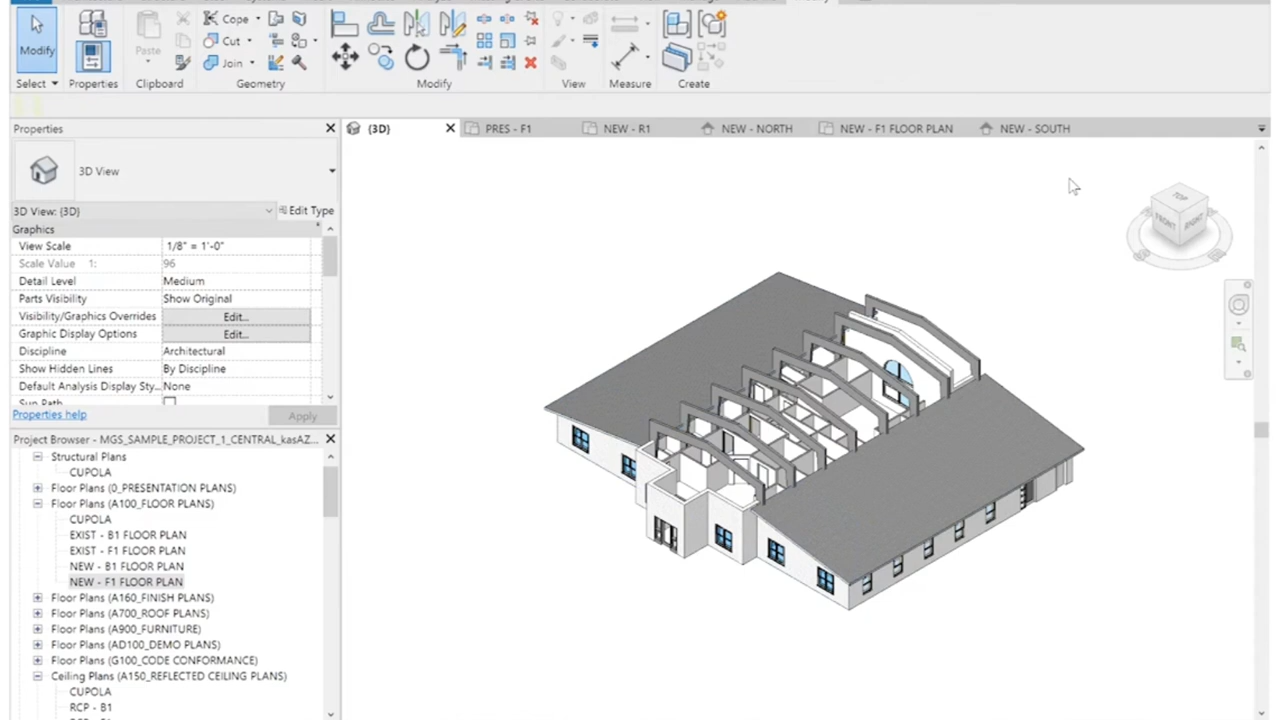 Cope
Cut
Join
Paste
Modify
Select
Properties
Clipboard
Geometry
Modify
View
Measure
Create
Properties
{3D}
PRES - F1
NEW - R1
NEW - NORTH
NEW - F1 FLOOR PLAN
NEW - SOUTH
3D View
3D View: {3D}
Edit Type
Graphics
View Scale 1/8" = 1'-0"
Scale Value 1: 96
Detail Level Medium
Parts Visibility Show Original
Visibility/Graphics Overrides Edit...
Graphic Display Options Edit...
Discipline Architectural
Show Hidden Lines By Discipline
Default Analysis Display Sty... None
Sun Path
Properties help
Apply
Project Browser - MGS_SAMPLE_PROJECT_1_CENTRAL_kasAZ...
Structural Plans
CUPOLA
Floor Plans (0_PRESENTATION PLANS)
Floor Plans (A100_FLOOR PLANS)
CUPOLA
EXIST - B1 FLOOR PLAN
EXIST - F1 FLOOR PLAN
NEW - B1 FLOOR PLAN
NEW - F1 FLOOR PLAN
Floor Plans (A160_FINISH PLANS)
Floor Plans (A700_ROOF PLANS)
Floor Plans (A900_FURNITURE)
Floor Plans (AD100_DEMO PLANS)
Floor Plans (G100_CODE CONFORMANCE)
Ceiling Plans (A150_REFLECTED CEILING PLANS)
CUPOLA
RCP - B1
TOP
FRONT
RIGHT